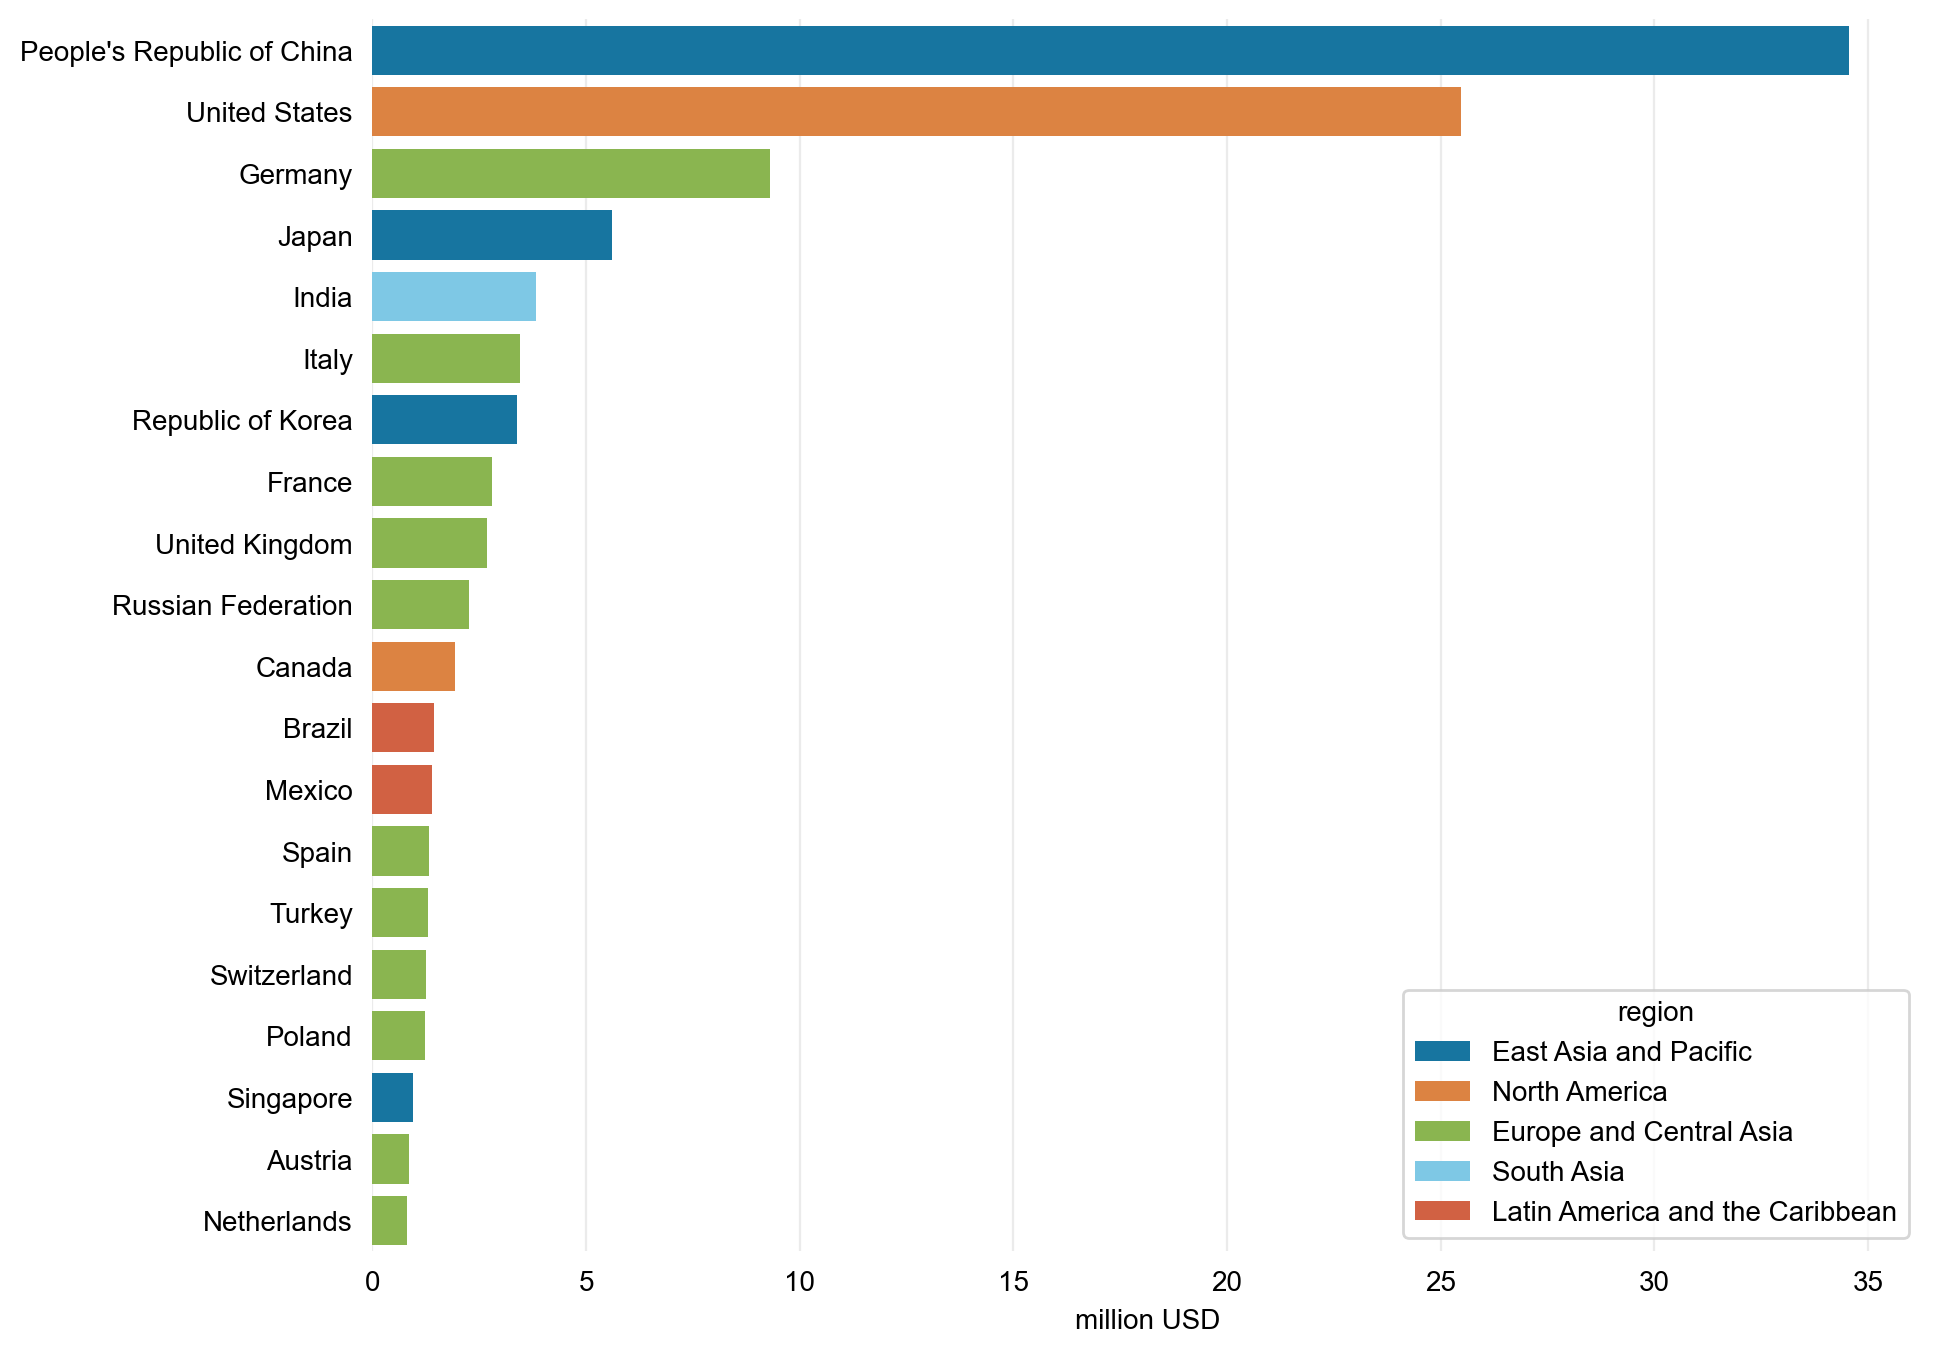 People's Republic of China
United States
Germany
Japan
India
Italy
Republic of Korea
France
United Kingdom
Russian Federation
Canada
Brazil
Mexico
Spain
Turkey
Switzerland
Poland
Singapore
Austria
Netherlands
region
East Asia and Pacific
North America
Europe and Central Asia
South Asia
Latin America and the Caribbean
0 5 10 15 20 25 30 35
million USD